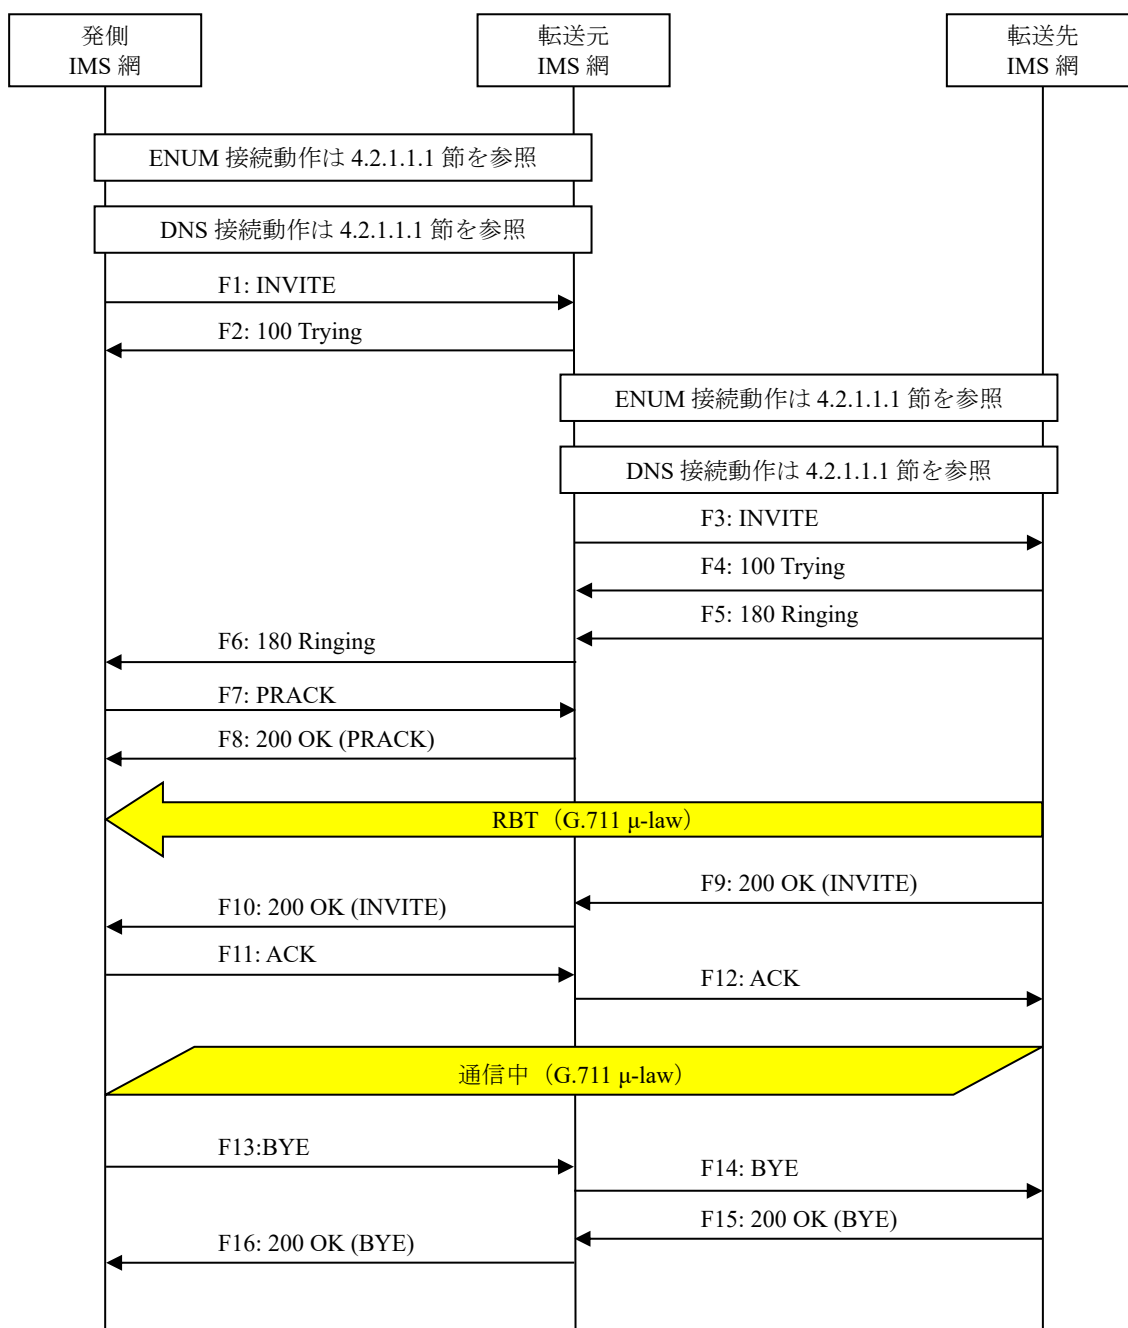 発側
IMS 網
転送元
IMS 網
転送先
IMS 網
ENUM 接続動作は 4.2.1.1.1 節を参照
DNS 接続動作は 4.2.1.1.1 節を参照
F1: INVITE
F2: 100 Trying
ENUM 接続動作は 4.2.1.1.1 節を参照
DNS 接続動作は 4.2.1.1.1 節を参照
F3: INVITE
F4: 100 Trying
F5: 180 Ringing
F6: 180 Ringing
F7: PRACK
F8: 200 OK (PRACK)
RBT（G.711 μ-law）
F9: 200 OK (INVITE)
F10: 200 OK (INVITE)
F11: ACK
F12: ACK
通信中（G.711 μ-law）
F13:BYE
F14: BYE
F15: 200 OK (BYE)
F16: 200 OK (BYE)